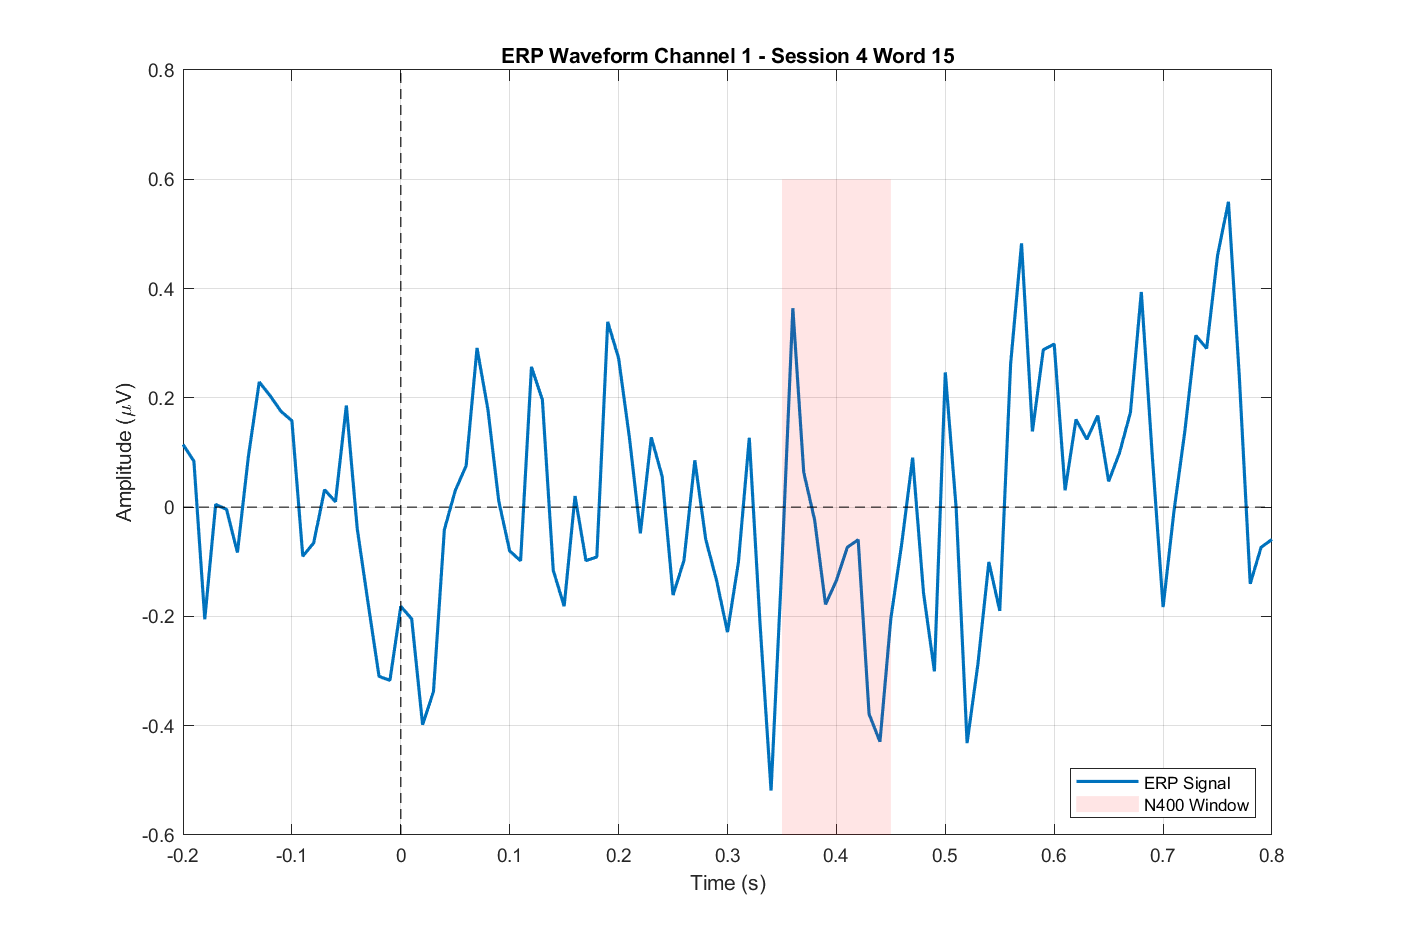 ERP Waveform Channel 1 - Session 4 Word 15
0.8
0.6
0.4
0.2
0
-0.2
-0.4
-0.6
Amplitude (μV)
-0.2 -0.1 0 0.1 0.2 0.3 0.4 0.5 0.6 0.7 0.8
Time (s)
ERP Signal
N400 Window